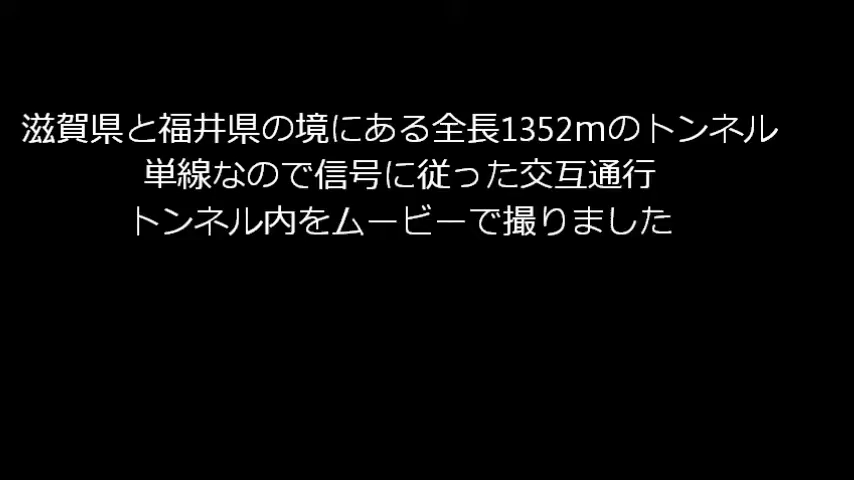 滋賀県と福井県の境にある全長1352mのトンネル
単線なので信号に従った交互通行
トンネル内をムービーで撮りました